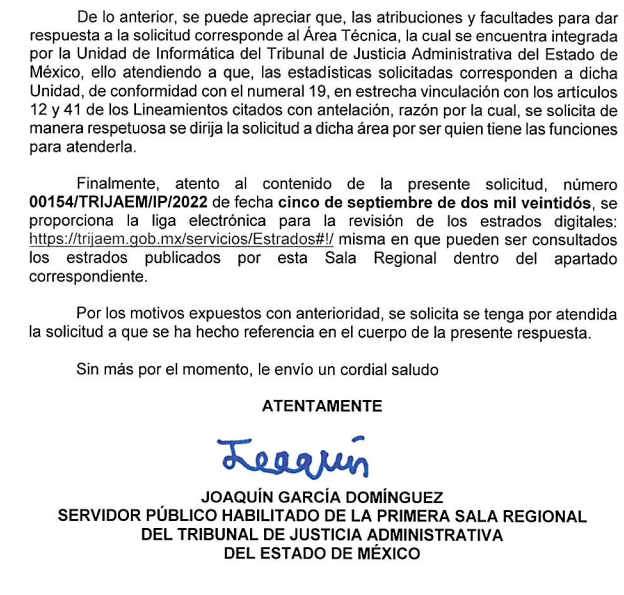 De lo anterior, se puede apreciar que, las atribuciones y facultades para dar
respuesta a la solicitud corresponde al Área Técnica, la cual se encuentra integrada
por la Unidad de Informática del Tribunal de Justicia Administrativa del Estado de
México, ello atendiendo a que, las estadísticas solicitadas corresponden a dicha
Unidad, de conformidad con el numeral 19, en estrecha vinculación con los artículos
12 y 41 de los Lineamientos citados con antelación, razón por la cual, se solicita de
manera respetuosa se dirija la solicitud a dicha área por ser quien tiene las funciones
para atenderla.
Finalmente, atento al contenido de la presente solicitud, número
00154/TRIJAEM/IP/2022 de fecha cinco de septiembre de dos mil veintidós, se
proporciona la liga electrónica para la revisión de los estrados digitales:
https://trijaem.gob.mx/servicios/Estrados#!/ misma en que pueden ser consultados
los estrados publicados por esta Sala Regional dentro del apartado
correspondiente.
Por los motivos expuestos con anterioridad, se solicita se tenga por atendida
la solicitud a que se ha hecho referencia en el cuerpo de la presente respuesta.
Sin más por el momento, le envío un cordial saludo
ATENTAMENTE
Joaquín
JOAQUÍN GARCÍA DOMÍNGUEZ
SERVIDOR PÚBLICO HABILITADO DE LA PRIMERA SALA REGIONAL
DEL TRIBUNAL DE JUSTICIA ADMINISTRATIVA
DEL ESTADO DE MÉXICO